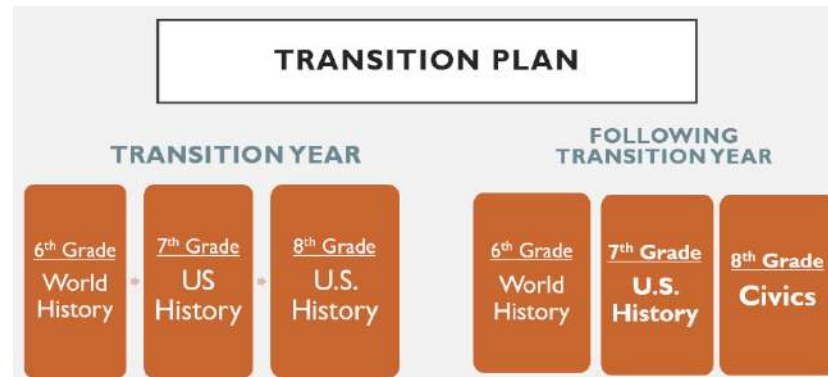 TRANSITION PLAN
TRANSITION YEAR
6th Grade
World
History
7th Grade
US
History
8th Grade
U.S.
History
FOLLOWING
TRANSITION YEAR
6th Grade
World
History
7th Grade
U.S.
History
8th Grade
Civics